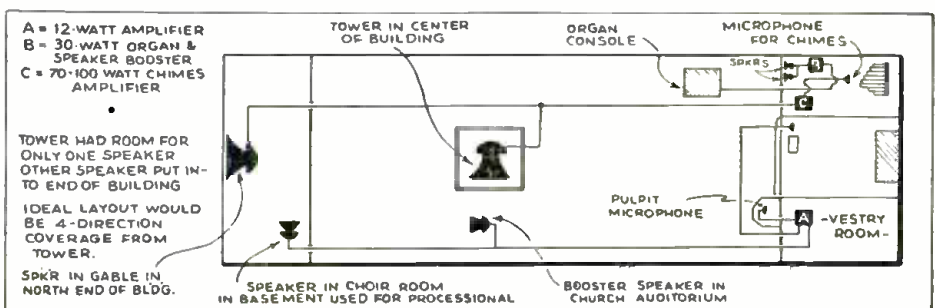 A = 12-WATT AMPLIFIER
B = 30-WATT ORGAN &
SPEAKER BOOSTER
C = 70-100 WATT CHIMES
AMPLIFIER
TOWER HAD ROOM FOR
ONLY ONE SPEAKER
OTHER SPEAKER PUT IN-
TO END OF BUILDING
IDEAL LAYOUT WOULD
BE 4-DIRECTION
COVERAGE FROM
TOWER.
SPKR IN GABLE IN
NORTH END OF BLDG.
TOWER IN CENTER
OF BUILDING
ORGAN
CONSOLE
MICROPHONE
FOR CHIMES
SPKRS
B
C
PULPIT
MICROPHONE
A
-VESTRY
ROOM-
SPEAKER IN CHOIR ROOM
IN BASEMENT USED FOR PROCESSIONAL
BOOSTER SPEAKER IN
CHURCH AUDITORIUM